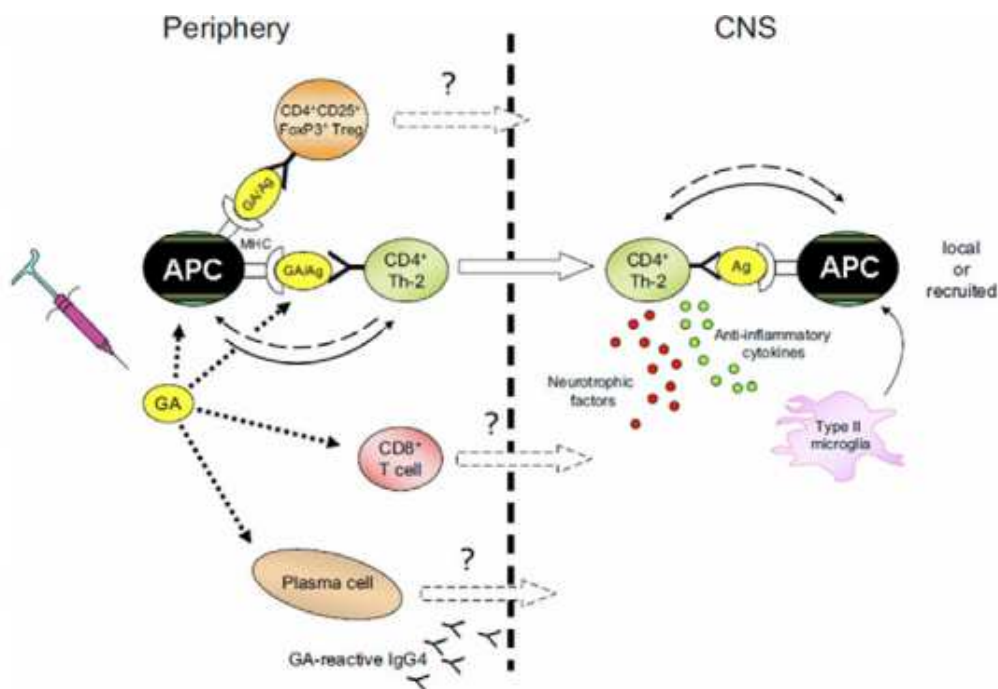 Periphery
CNS
?
CD4⁺CD25⁺
FoxP3⁺ Treg
GA/Ag
MHC
APC
GA/Ag
CD4⁺
Th-2
CD4⁺
Th-2
Ag
APC
local
or
recruited
Anti-inflammatory
cytokines
Neurotrophic
factors
GA
?
CD8⁺
T cell
Type II
microglia
?
Plasma cell
GA-reactive IgG4